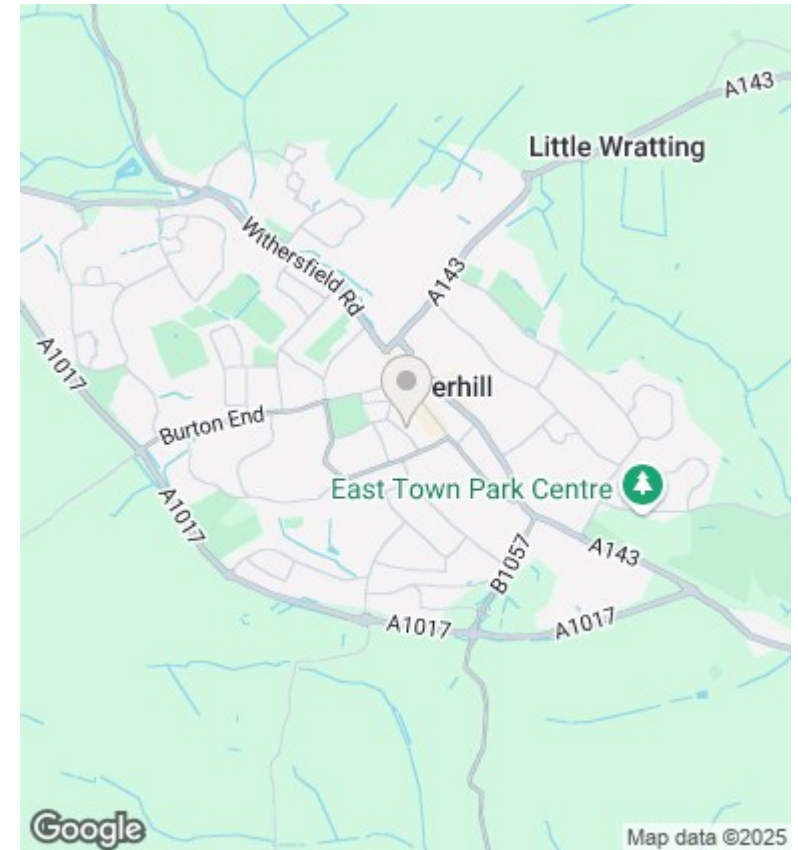 A143
Little Wratting
Withersfield Rd
A143
A1017
erhill
Burton End
East Town Park Centre
A1017
A143
B1057
A1017
A1017
Google
Map data ©2025